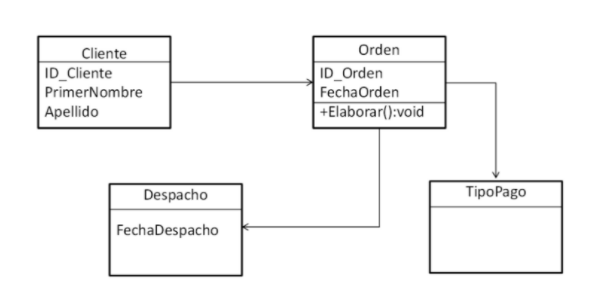 Cliente
ID_Cliente
PrimerNombre
Apellido
Orden
ID_Orden
FechaOrden
+Elaborar():void
Despacho
FechaDespacho
TipoPago